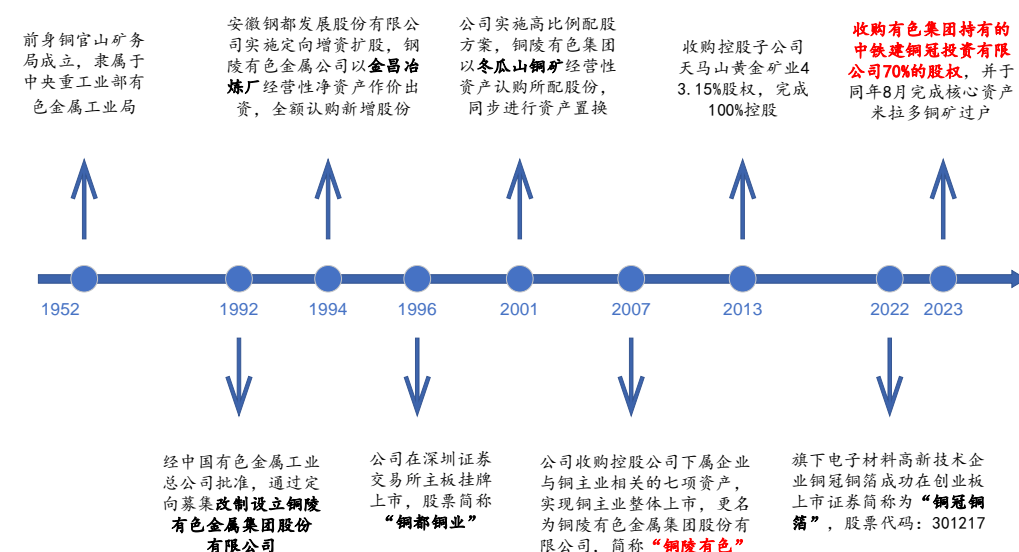 前身铜官山矿务
局成立，隶属于
中央重工业部有
色金属工业局
安徽钢都发展股份有限公
司实施定向增资扩股，钢
陵有色金属公司以金昌冶
炼厂经营性净资产作价出
资，全额认购新增股份
公司实施高比例配股
方案，铜陵有色集团
以冬瓜山铜矿经营性
资产认购所配股份，
同步进行资产置换
收购控股子公司
天马山黄金矿业4
3.15%股权，完成
100%控股
收购有色集团持有的
中铁建铜冠投资有限
公司70%的股权，并于
同年8月完成核心资产
米拉多铜矿过户
1952
1992
1994
1996
2001
2007
2013
2022
2023
经中国有色金属工业
总公司批准，通过定
向募集改制设立铜陵
有色金属集团股份
有限公司
公司在深圳证券
交易所主板挂牌
上市，股票简称
“铜都铜业”
公司收购控股公司下属企业
与铜主业相关的七项资产，
实现铜主业整体上市，更名
为铜陵有色金属集团股份有
限公司，简称“铜陵有色”
旗下电子材料高新技术企
业铜冠铜箔成功在创业板
上市证券简称为“铜冠铜
箔”，股票代码：301217